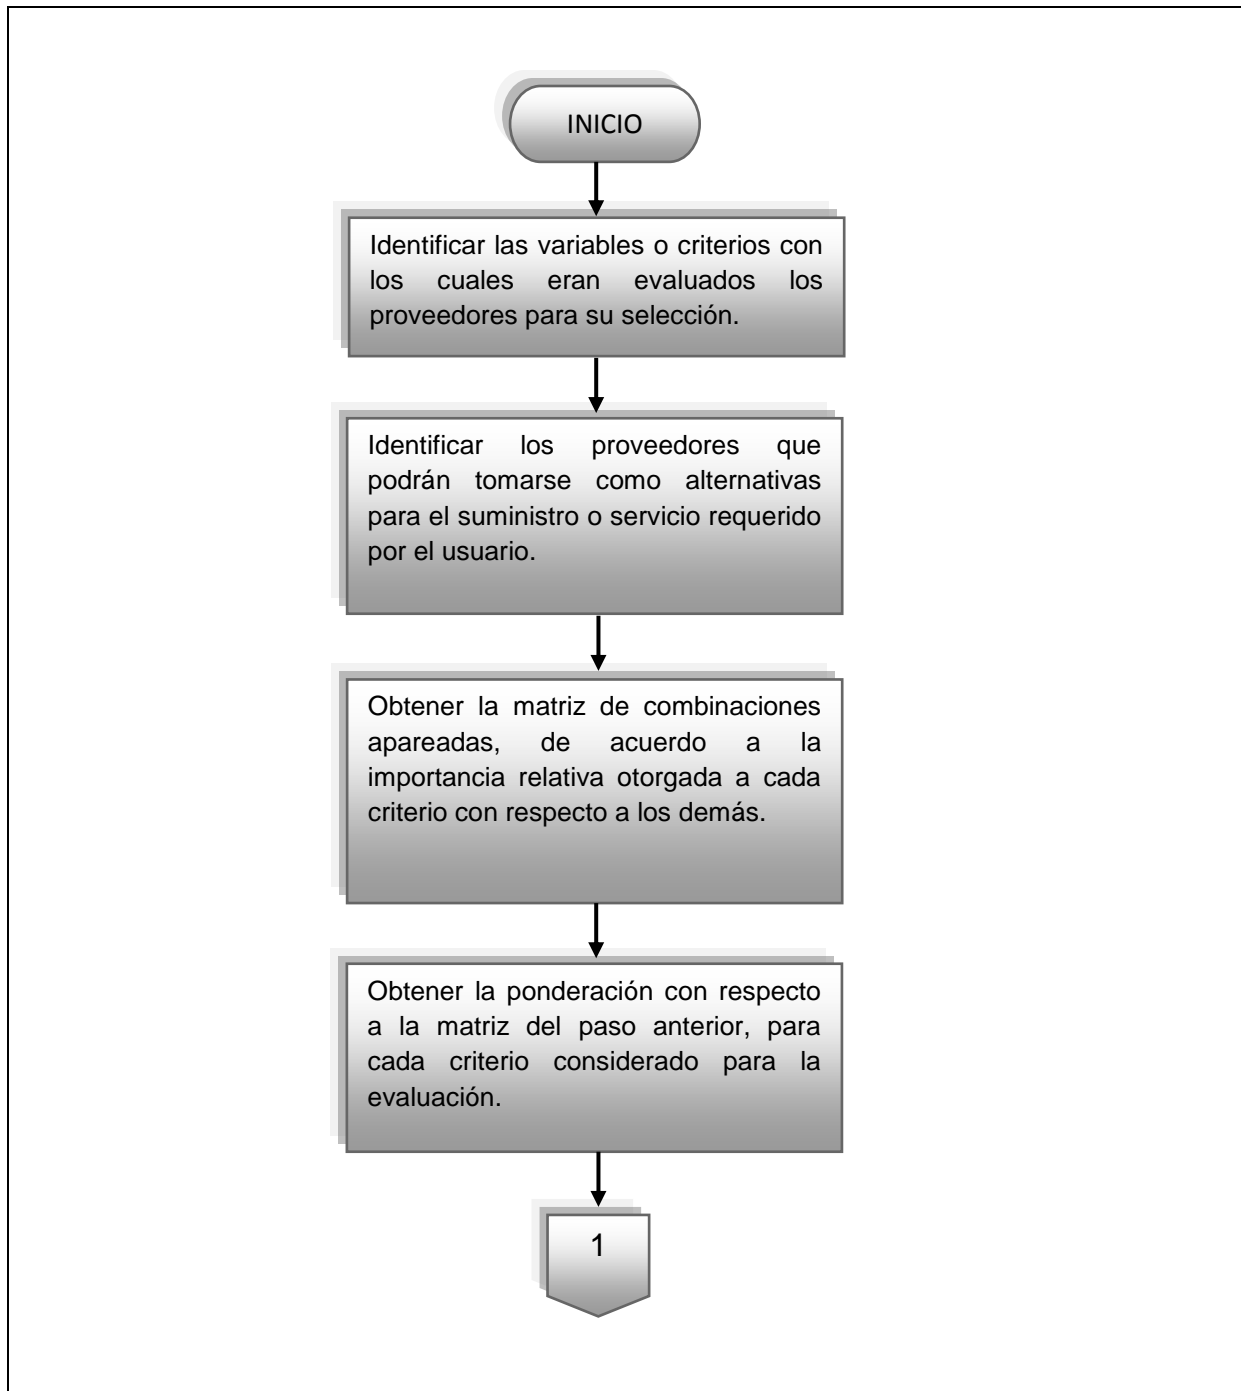 INICIO
Identificar las variables o criterios con
los cuales eran evaluados los
proveedores para su selección.
Identificar los proveedores que
podrán tomarse como alternativas
para el suministro o servicio requerido
por el usuario.
Obtener la matriz de combinaciones
apareadas, de acuerdo a la
importancia relativa otorgada a cada
criterio con respecto a los demás.
Obtener la ponderación con respecto
a la matriz del paso anterior, para
cada criterio considerado para la
evaluación.
1